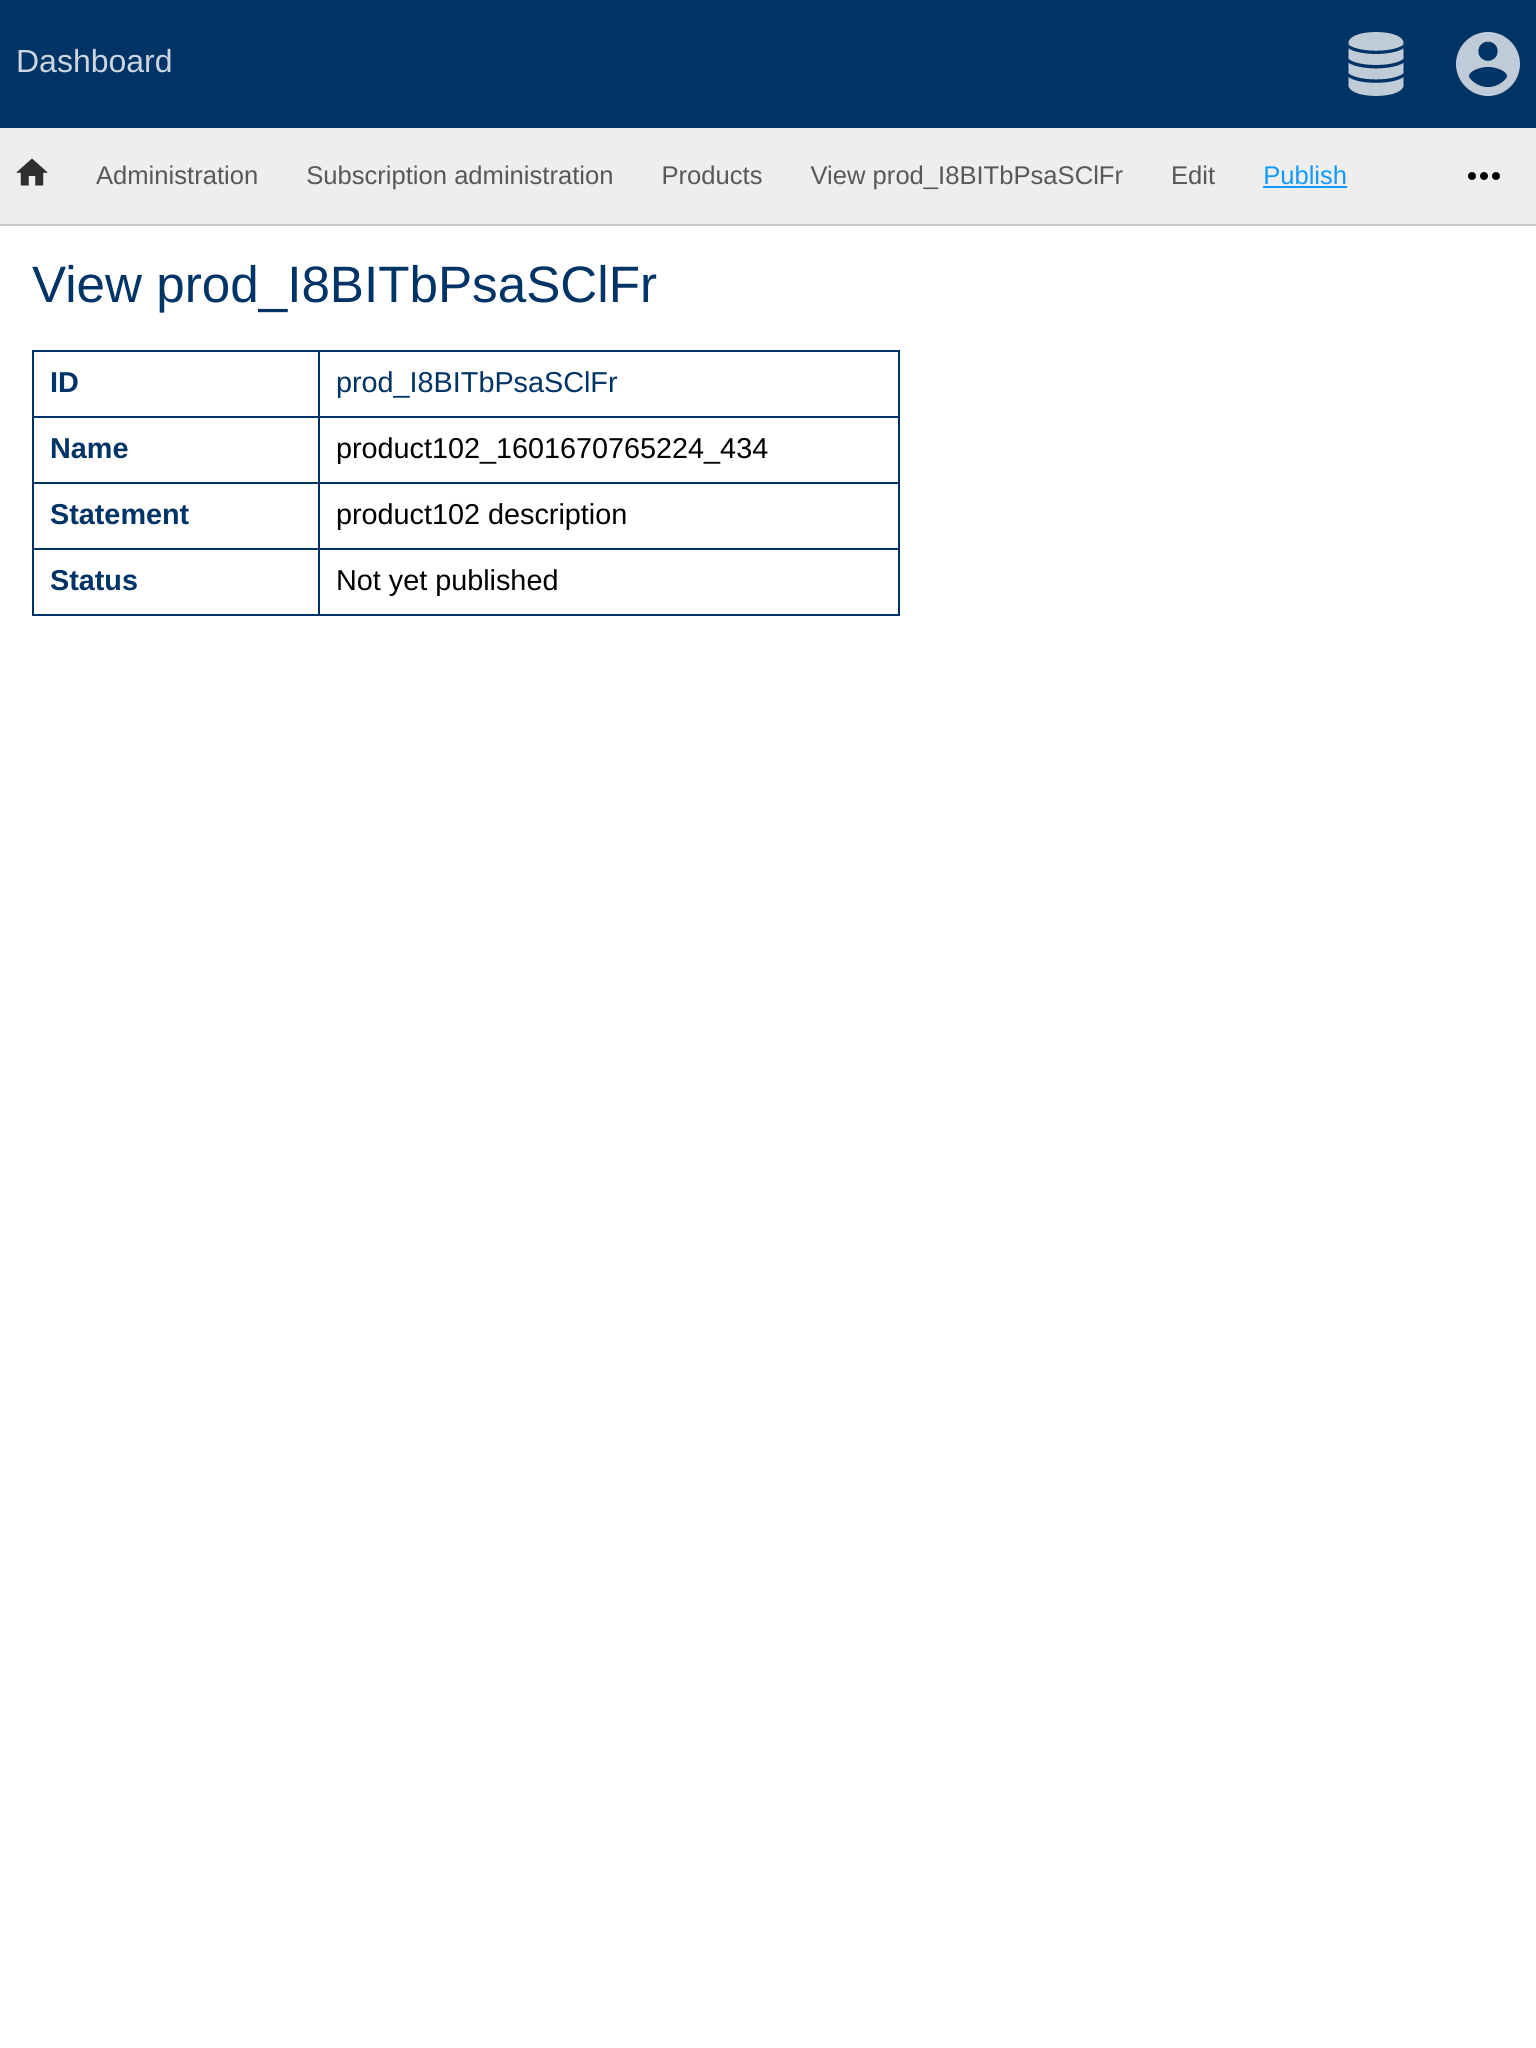 Dashboard
Administration Subscription administration Products View prod_I8BITbPsaSClFr Edit Publish
View prod_I8BITbPsaSClFr
ID prod_I8BITbPsaSClFr
Name product102_1601670765224_434
Statement product102 description
Status Not yet published